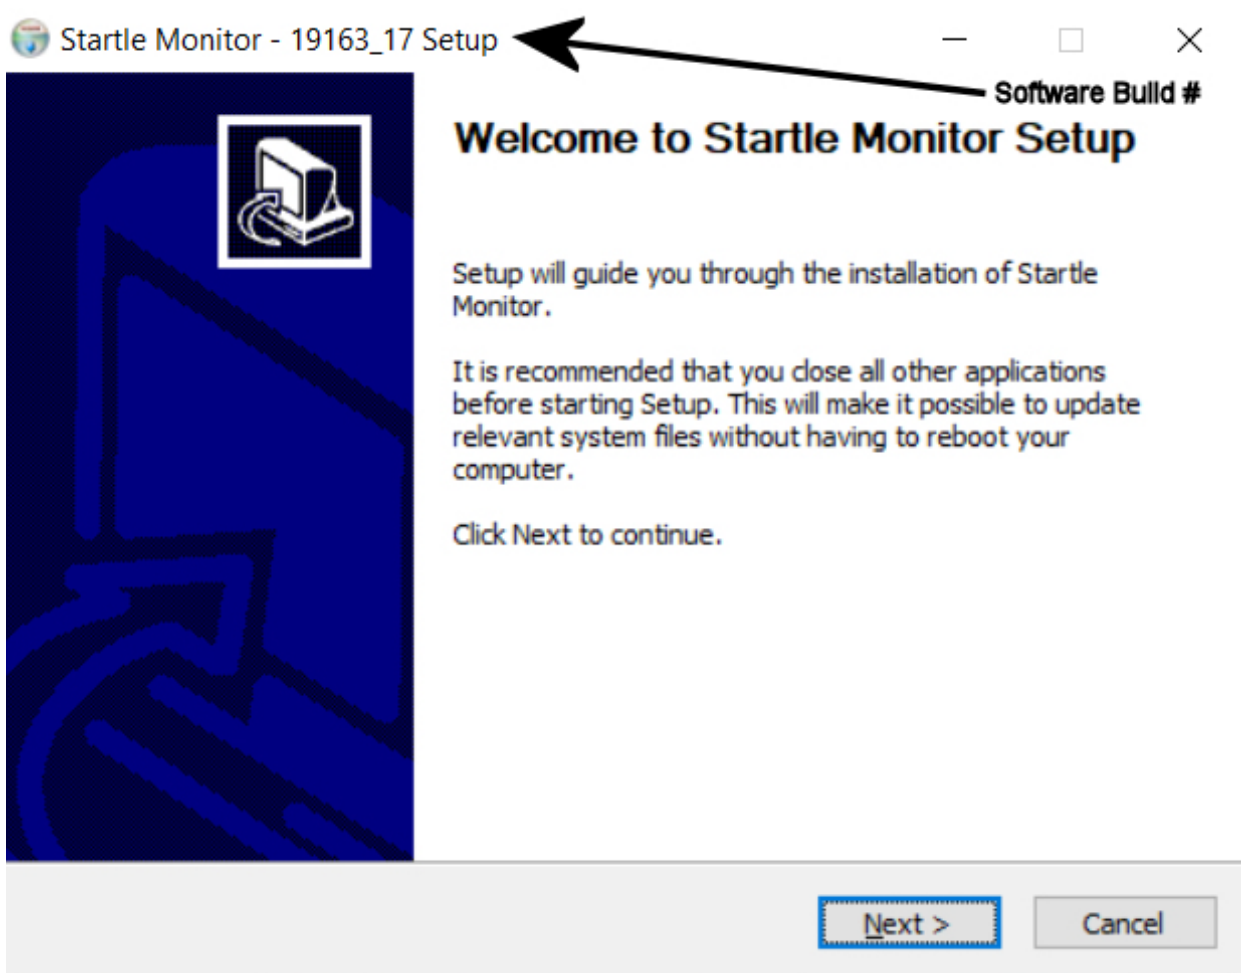 Startle Monitor - 19163_17 Setup
Software Build #
Welcome to Startle Monitor Setup
Setup will guide you through the installation of Startle
Monitor.
It is recommended that you close all other applications
before starting Setup. This will make it possible to update
relevant system files without having to reboot your
computer.
Click Next to continue.
Next >
Cancel